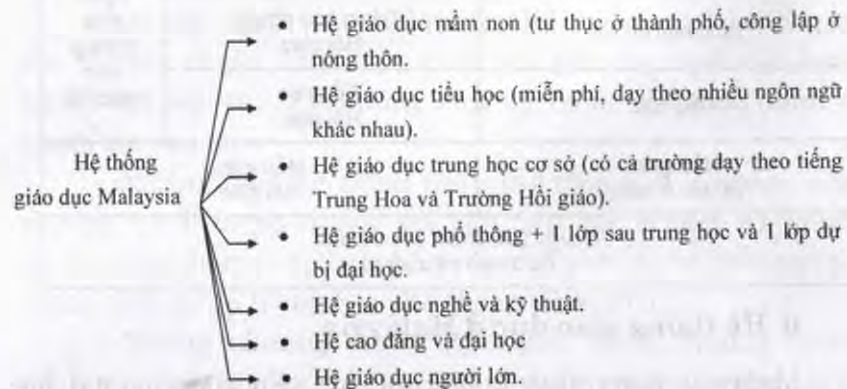 • Hệ giáo dục mầm non (tư thục ở thành phố, công lập ở
nông thôn.
• Hệ giáo dục tiểu học (miễn phí, dạy theo nhiều ngôn ngữ
khác nhau).
Hệ thống
giáo dục Malaysia
• Hệ giáo dục trung học cơ sở (có cả trường dạy theo tiếng
Trung Hoa và Trường Hồi giáo).
• Hệ giáo dục phổ thông + 1 lớp sau trung học và 1 lớp dự
bị đại học.
• Hệ giáo dục nghề và kỹ thuật.
• Hệ cao đẳng và đại học
• Hệ giáo dục người lớn.